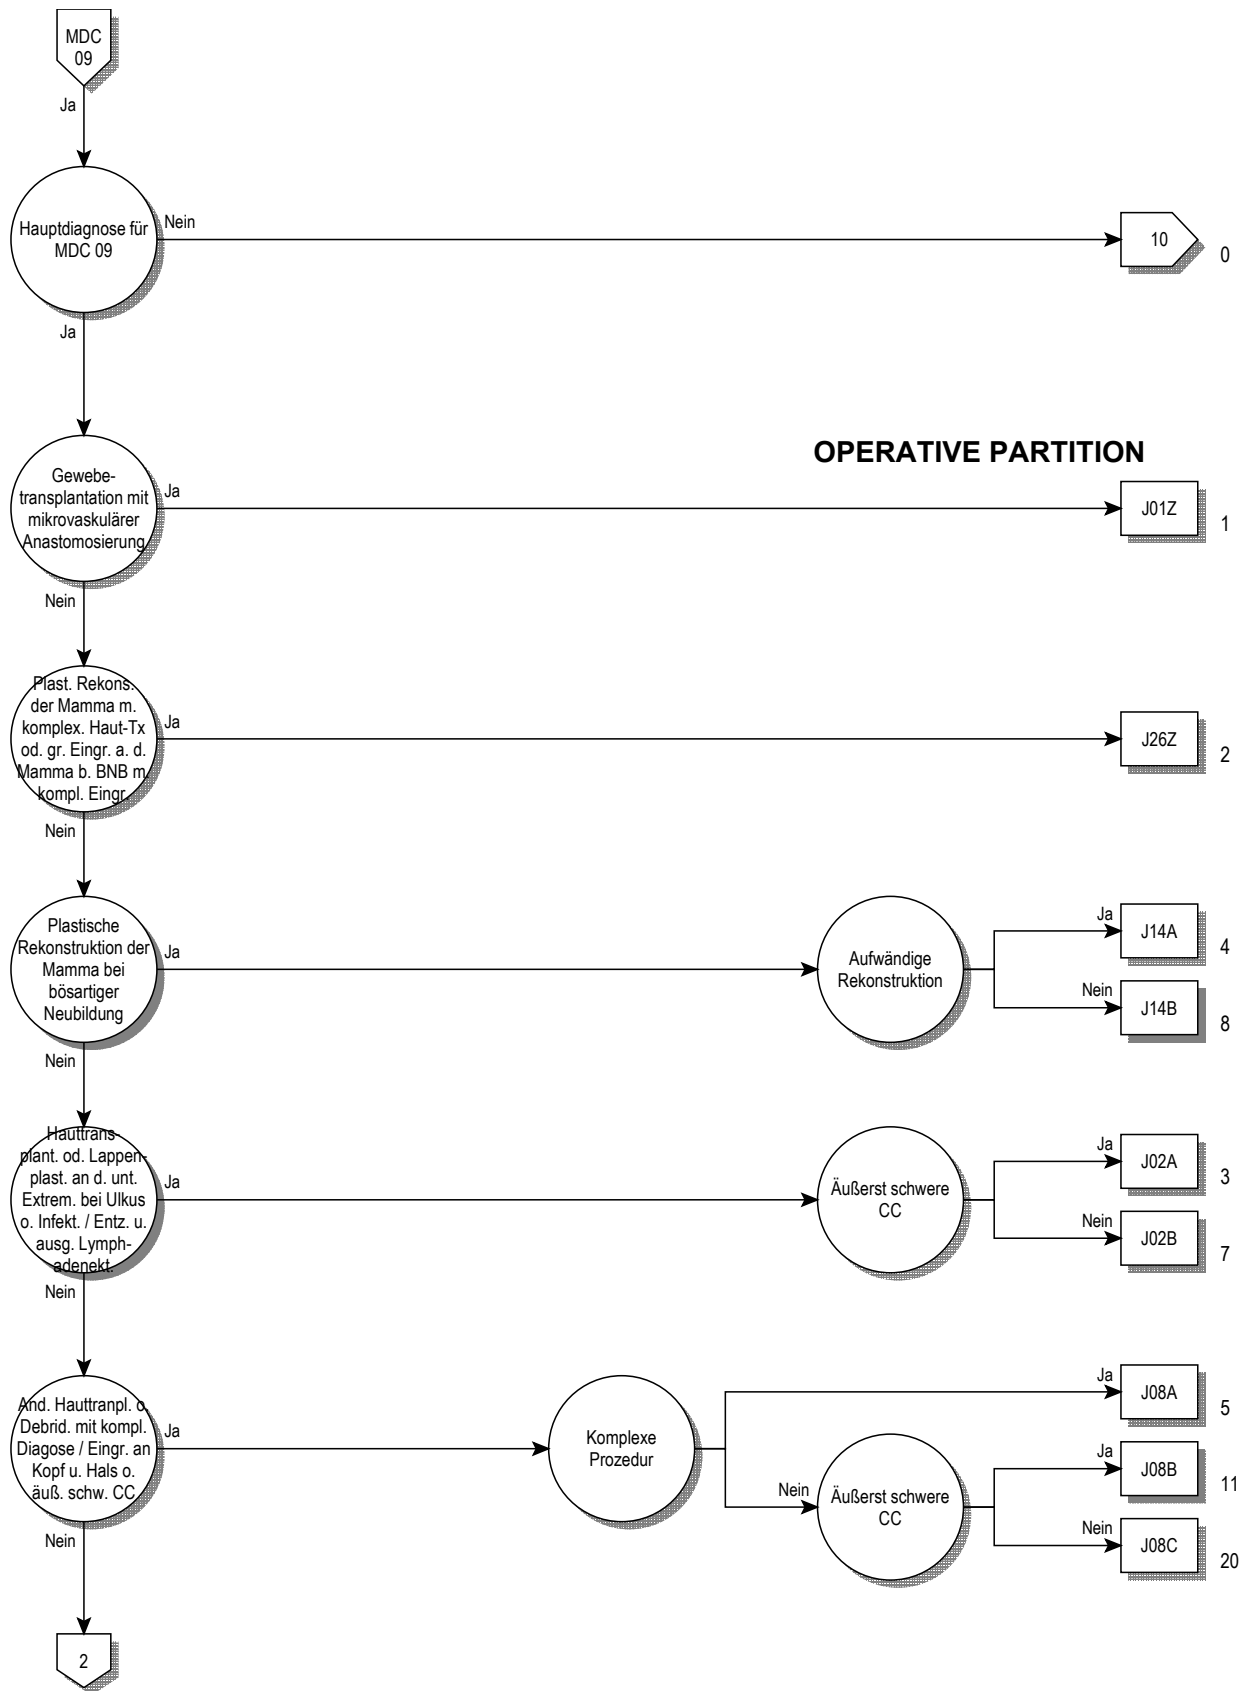 MDC
09
Ja
Hauptdiagnose für
MDC 09
Nein
10
0
Ja
OPERATIVE PARTITION
Gewebe-
transplantation mit
mikrovaskulärer
Anastomosierung
Ja
J01Z
1
Nein
Plast. Rekons.
der Mamma m.
komplex. Haut-Tx
od. gr. Eingr. a. d.
Mamma b. BNB m.
kompl. Eingr.
Ja
J26Z
2
Nein
Plastische
Rekonstruktion der
Mamma bei
bösartiger
Neubildung
Ja
Aufwändige
Rekonstruktion
Ja
J14A
4
Nein
J14B
8
Nein
Hauttrans-
plant. od. Lappen-
plast. an d. unt.
Extrem. bei Ulkus
o. Infekt. / Entz. u.
ausg. Lymph-
adenekt.
Ja
Äußerst schwere
CC
Ja
J02A
3
Nein
J02B
7
Nein
And. Hauttranpl. o.
Debrid. mit kompl.
Diagose / Eingr. an
Kopf u. Hals o.
äuß. schw. CC
Ja
Komplexe
Prozedur
Ja
J08A
5
Nein
Äußerst schwere
CC
Ja
J08B
11
Nein
J08C
20
Nein
2